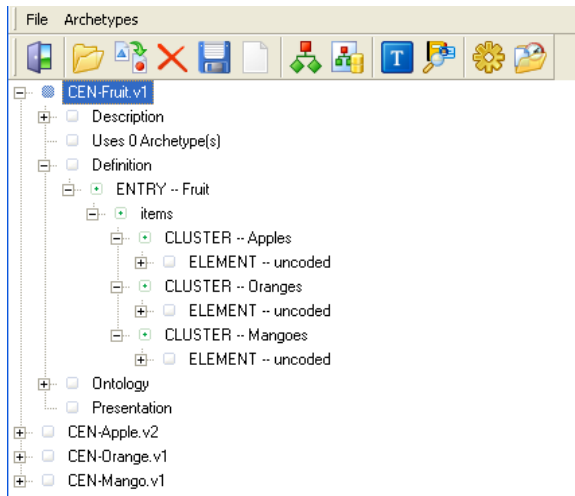 File Archetypes
T
CEN-Fruit.v1
Description
Uses 0 Archetype(s)
Definition
ENTRY -- Fruit
items
CLUSTER -- Apples
ELEMENT -- uncoded
CLUSTER -- Oranges
ELEMENT -- uncoded
CLUSTER -- Mangoes
ELEMENT -- uncoded
Ontology
Presentation
CEN-Apple.v2
CEN-Orange.v1
CEN-Mango.v1